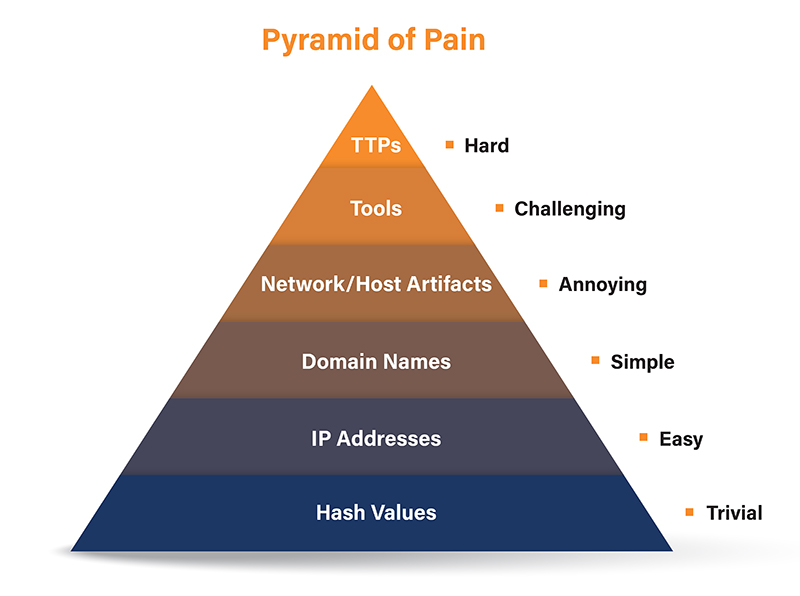 Pyramid of Pain
TTPs
Hard
Tools
Challenging
Network/Host Artifacts
Annoying
Domain Names
Simple
IP Addresses
Easy
Hash Values
Trivial